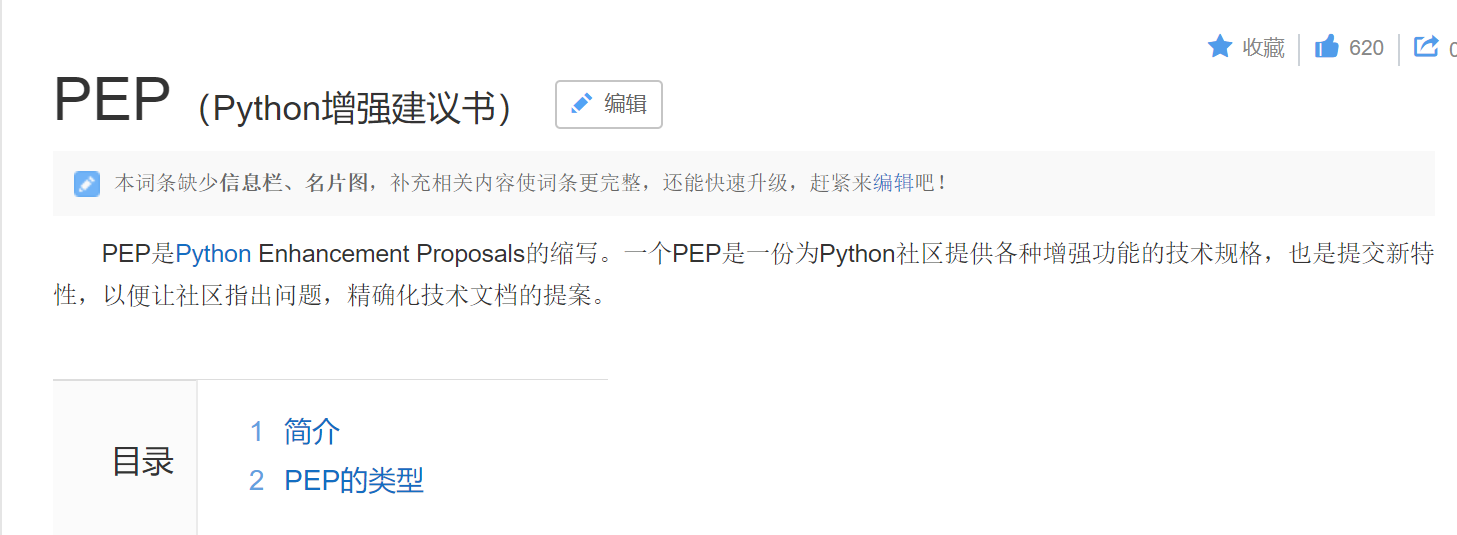 收藏 620
PEP（Python增强建议书） 编辑
本词条缺少信息栏、名片图，补充相关内容使词条更完整，还能快速升级，赶紧来编辑吧！
PEP是Python Enhancement Proposals的缩写。一个PEP是一份为Python社区提供各种增强功能的技术规格，也是提交新特
性，以便让社区指出问题，精确化技术文档的提案。
目录
1 简介
2 PEP的类型